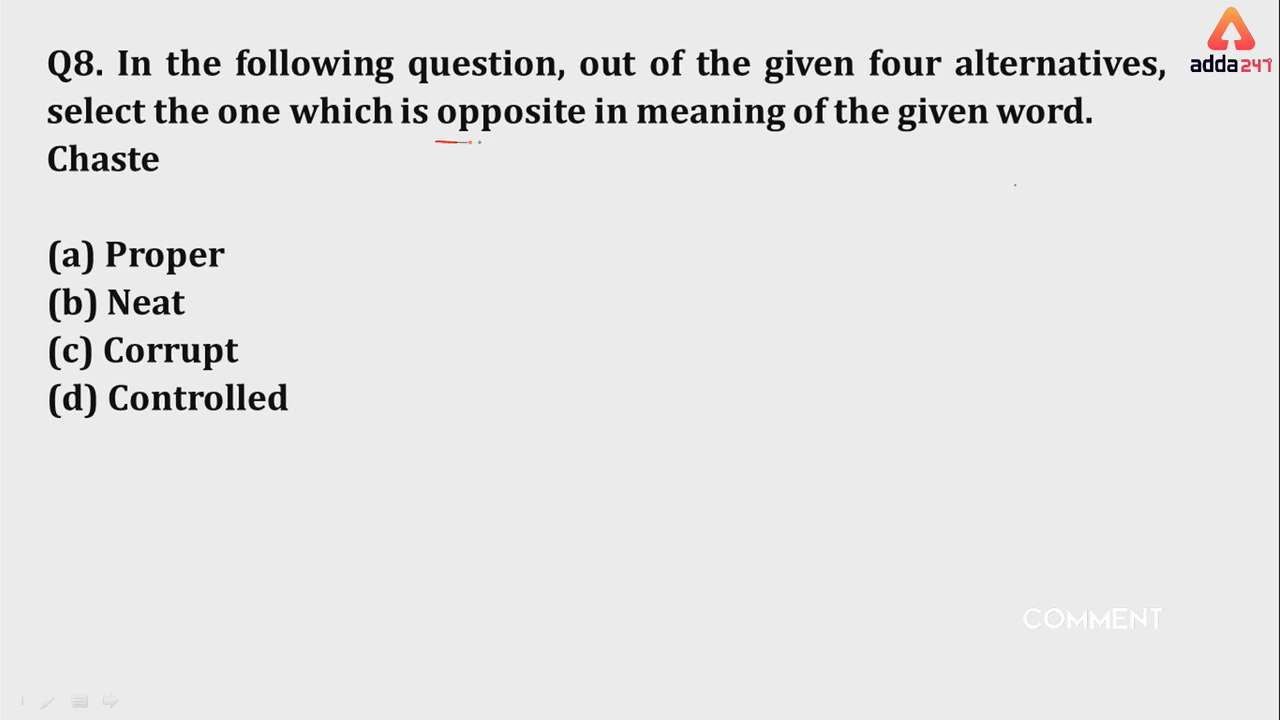 Q8. In the following question, out of the given four alternatives,
select the one which is opposite in meaning of the given word.
Chaste
(a) Proper
(b) Neat
(c) Corrupt
(d) Controlled
adda247
COMMENT